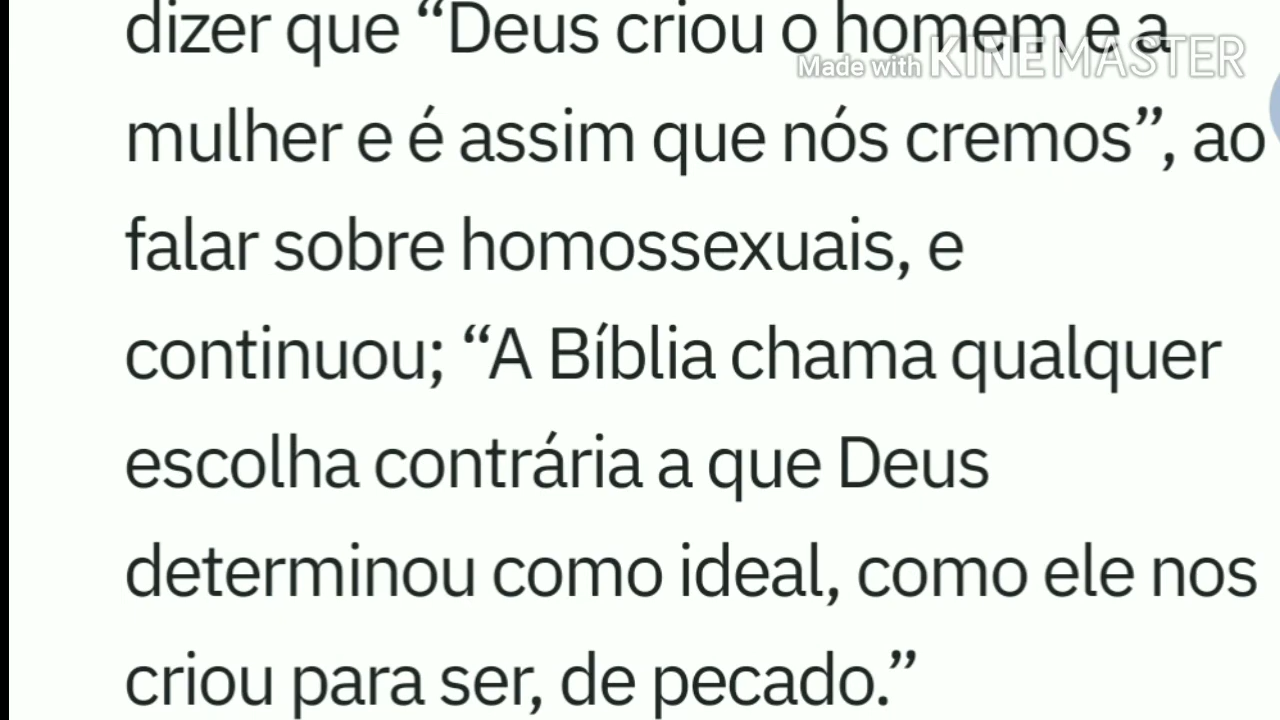 dizer que “Deus criou o homem e a
Made with KINEMASTER
mulher e é assim que nós cremos”, ao
falar sobre homossexuais, e
continuou; “A Bíblia chama qualquer
escolha contrária a que Deus
determinou como ideal, como ele nos
criou para ser, de pecado.”